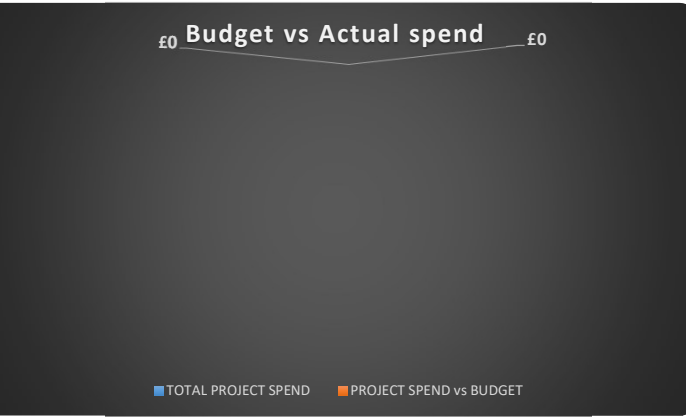 Budget vs Actual spend
£0
£0
TOTAL PROJECT SPEND
PROJECT SPEND vs BUDGET